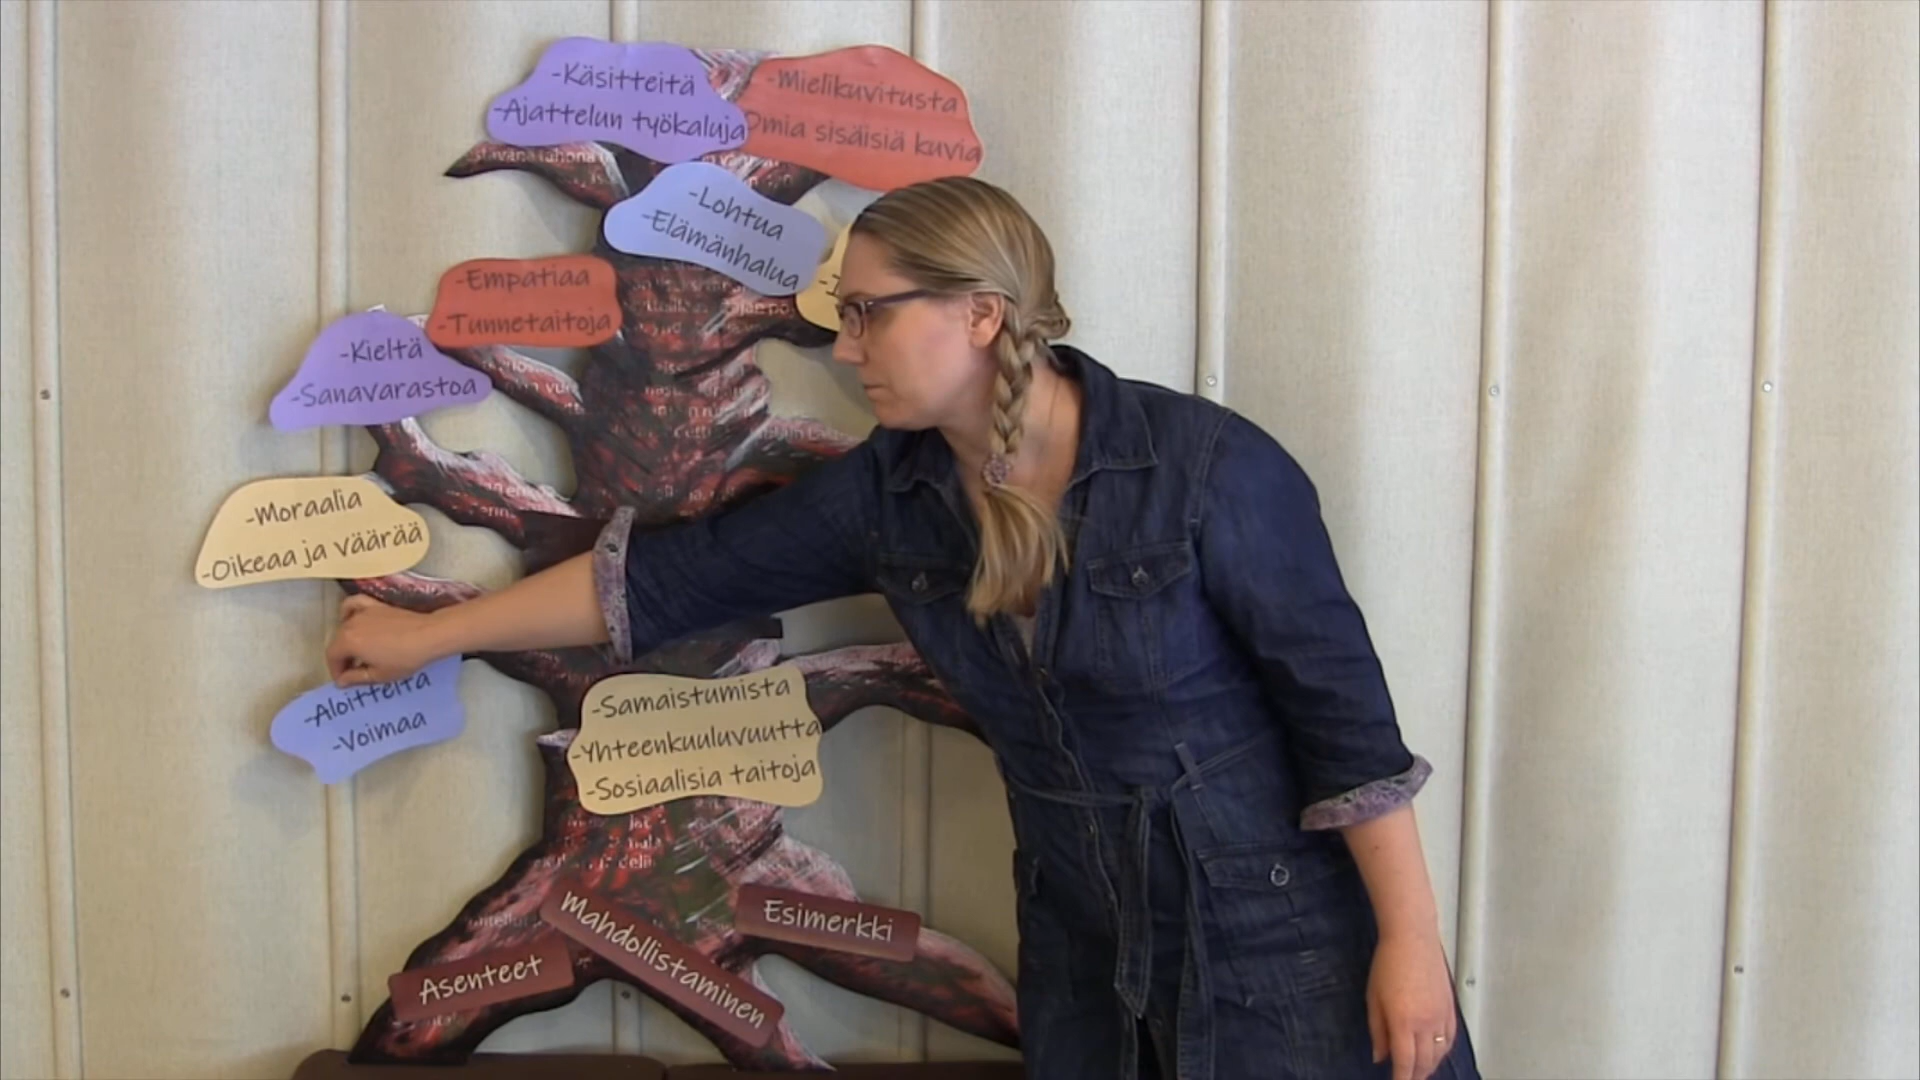 -Käsitteitä
-Ajattelun työkaluja
-Mielikuvitusta
Omia sisäisiä kuvia
-Lohtua
-Elämänhalua
-Empatiaa
-Tunnetaitoja
-Kieltä
-Sanavarastoa
-Moraalia
-Oikeaa ja väärää
-Aloitteita
-Voimaa
-Samaistumista
-Yhteenkuuluvuutta
-Sosiaalisia taitoja
Esimerkki
Mahdollistaminen
Asenteet